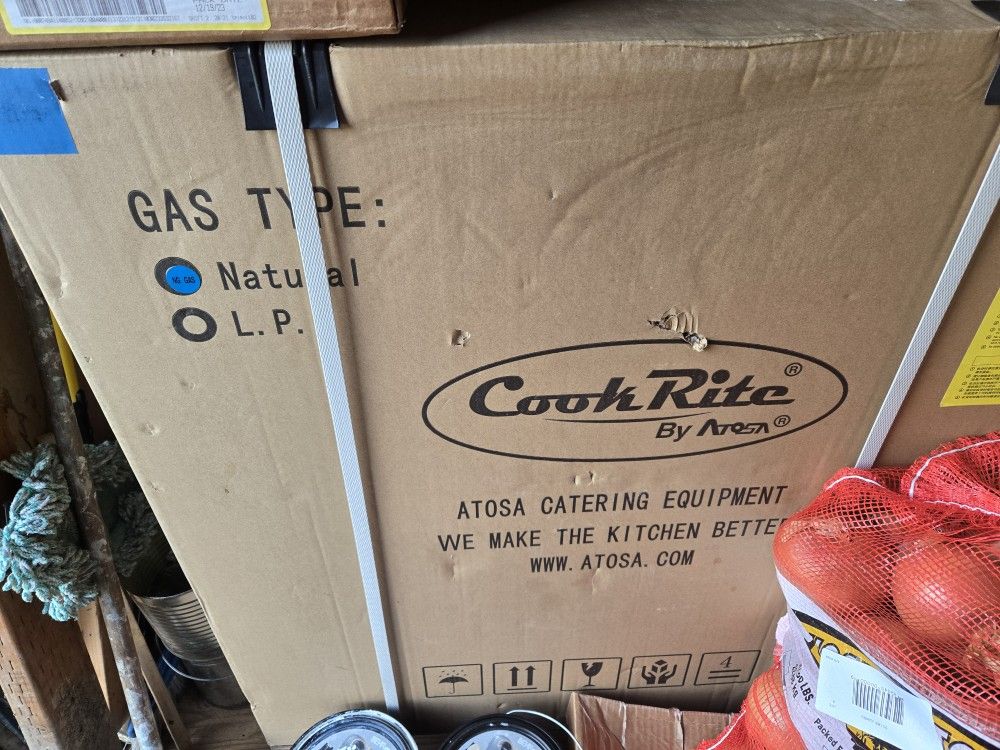 12/19/23
GAS TYPE:
NG GAS
Natural
L.P.
CookRite®
By ATOSA®
ATOSA CATERING EQUIPMENT
WE MAKE THE KITCHEN BETTE
WWW.ATOSA.COM
4
LBS.
Packed